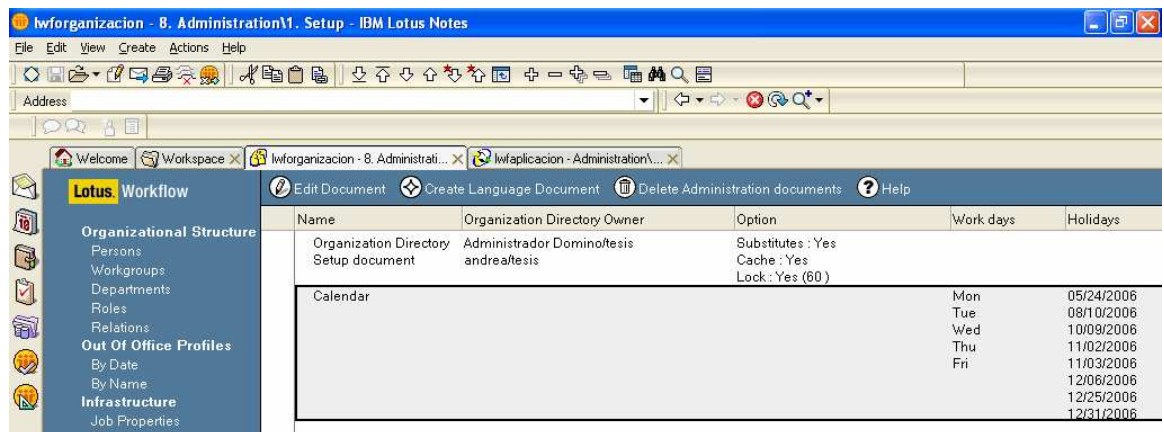 lwforganizacion - 8. Administration\1. Setup - IBM Lotus Notes
File Edit View Create Actions Help
Address
Welcome Workspace lwforganizacion - 8. Administrati... lwfaplicacion - Administration\...
Lotus. Workflow
Edit Document Create Language Document Delete Administration documents Help
Organizational Structure
Persons
Workgroups
Departments
Roles
Relations
Out Of Office Profiles
By Date
By Name
Infrastructure
Job Properties
Name Organization Directory Owner Option Work days Holidays
Organization Directory Administrador Domino/tesis Substitutes : Yes
Setup document andrea/tesis Cache : Yes
Lock : Yes (60 )
Calendar Mon 05/24/2006
Tue 08/10/2006
Wed 10/09/2006
Thu 11/02/2006
Fri 11/03/2006
12/06/2006
12/25/2006
12/31/2006